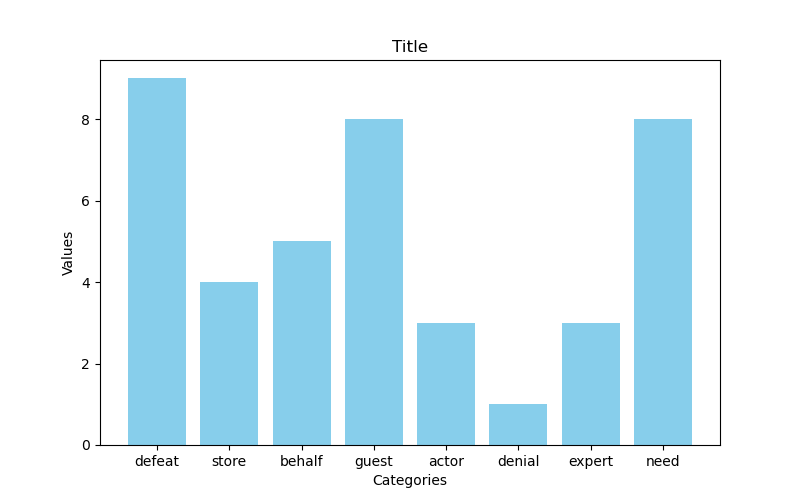 Title
Values
8
6
4
2
0
defeat store behalf guest actor denial expert need
Categories